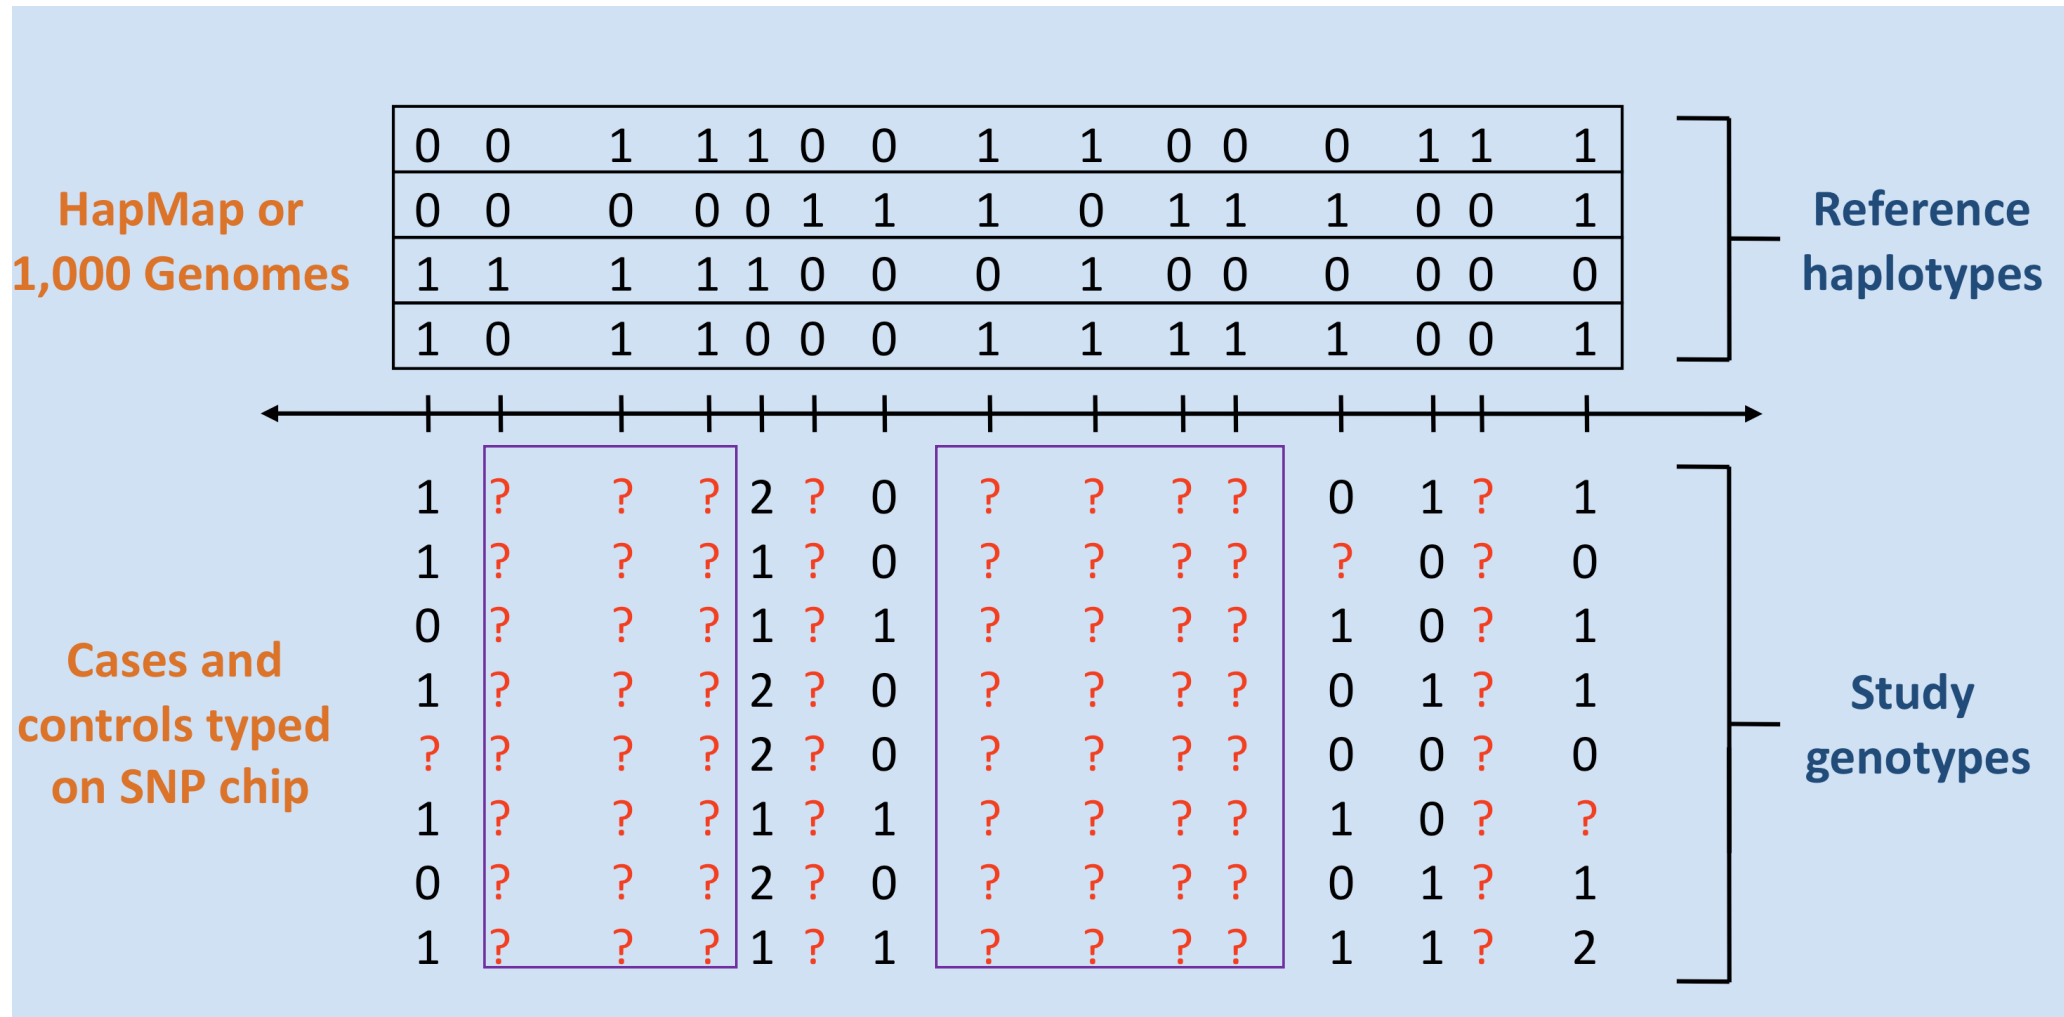 0 0 1 1 1 0 0 1 1 0 0 0 1 1 1
0 0 0 0 0 1 1 1 0 1 1 1 0 0 1
1 1 1 1 1 0 0 0 1 0 0 0 0 0 0
1 0 1 1 0 0 0 1 1 1 1 1 0 0 1
HapMap or
1,000 Genomes
Reference
haplotypes
1 ? ? ? 2 ? 0 ? ? ? ? 0 1 ? 1
1 ? ? ? 1 ? 0 ? ? ? ? ? 0 ? 0
0 ? ? ? 1 ? 1 ? ? ? ? 1 0 ? 1
1 ? ? ? 2 ? 0 ? ? ? ? 0 1 ? 1
? ? ? ? 2 ? 0 ? ? ? ? 0 0 ? 0
1 ? ? ? 1 ? 1 ? ? ? ? 1 0 ? ?
0 ? ? ? 2 ? 0 ? ? ? ? 0 1 ? 1
1 ? ? ? 1 ? 1 ? ? ? ? 1 1 ? 2
Cases and
controls typed
on SNP chip
Study
genotypes